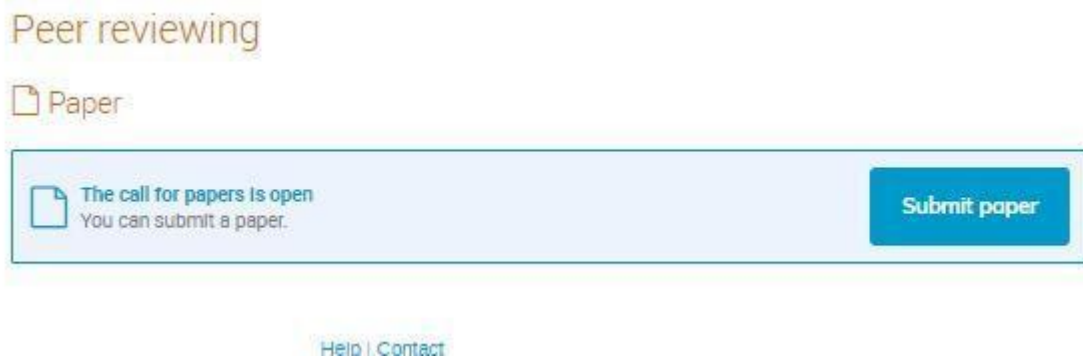 Peer reviewing
Paper
The call for papers is open
You can submit a paper.
Submit paper
Help | Contact